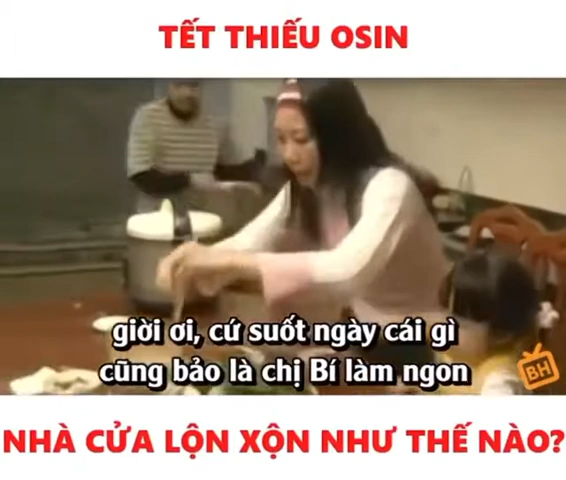 TẾT THIẾU OSIN
giời ơi, cứ suốt ngày cái gì
cũng bảo là chị Bí làm ngon
BH
NHÀ CỬA LỘN XỘN NHƯ THẾ NÀO?